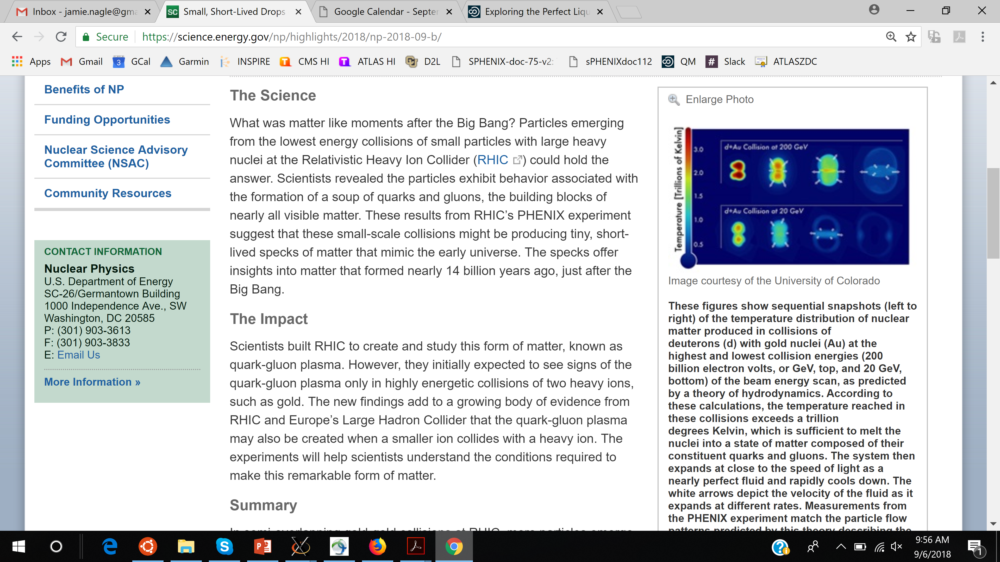 Inbox - jamie.nagle@gma
Small, Short-Lived Drops
Google Calendar - Septer
Exploring the Perfect Liqu
Secure
https://science.energy.gov/np/highlights/2018/np-2018-09-b/
Apps
Gmail
3
GCal
Garmin
INSPIRE
CMS HI
ATLAS HI
D2L
SPHENIX-doc-75-v2:
sPHENIXdoc112
QM
Slack
ATLASZDC
Benefits of NP
Funding Opportunities
Nuclear Science Advisory
Committee (NSAC)
Community Resources
CONTACT INFORMATION
Nuclear Physics
U.S. Department of Energy
SC-26/Germantown Building
1000 Independence Ave., SW
Washington, DC 20585
P: (301) 903-3613
F: (301) 903-3833
E: Email Us
More Information »
The Science
What was matter like moments after the Big Bang? Particles emerging
from the lowest energy collisions of small particles with large heavy
nuclei at the Relativistic Heavy Ion Collider (RHIC ) could hold the
answer. Scientists revealed the particles exhibit behavior associated with
the formation of a soup of quarks and gluons, the building blocks of
nearly all visible matter. These results from RHIC’s PHENIX experiment
suggest that these small-scale collisions might be producing tiny, short-
lived specks of matter that mimic the early universe. The specks offer
insights into matter that formed nearly 14 billion years ago, just after the
Big Bang.
The Impact
Scientists built RHIC to create and study this form of matter, known as
quark-gluon plasma. However, they initially expected to see signs of the
quark-gluon plasma only in highly energetic collisions of two heavy ions,
such as gold. The new findings add to a growing body of evidence from
RHIC and Europe’s Large Hadron Collider that the quark-gluon plasma
may also be created when a smaller ion collides with a heavy ion. The
experiments will help scientists understand the conditions required to
make this remarkable form of matter.
Summary
In semi-overlapping gold-gold collisions at RHIC, more particles emerge
Enlarge Photo
Temperature [Trillions of Kelvin]
3.0
2.0
1.5
1.0
0.5
d+Au Collision at 200 GeV
d+Au Collision at 20 GeV
Image courtesy of the University of Colorado
These figures show sequential snapshots (left to
right) of the temperature distribution of nuclear
matter produced in collisions of
deuterons (d) with gold nuclei (Au) at the
highest and lowest collision energies (200
billion electron volts, or GeV, top, and 20 GeV,
bottom) of the beam energy scan, as predicted
by a theory of hydrodynamics. According to
these calculations, the temperature reached in
these collisions exceeds a trillion
degrees Kelvin, which is sufficient to melt the
nuclei into a state of matter composed of their
constituent quarks and gluons. The system then
expands at close to the speed of light as a
nearly perfect fluid and rapidly cools down. The
white arrows depict the velocity of the fluid as it
expands at different rates. Measurements from
the PHENIX experiment match the particle flow
patterns predicted by this theory describing the
9:56 AM
9/6/2018
1